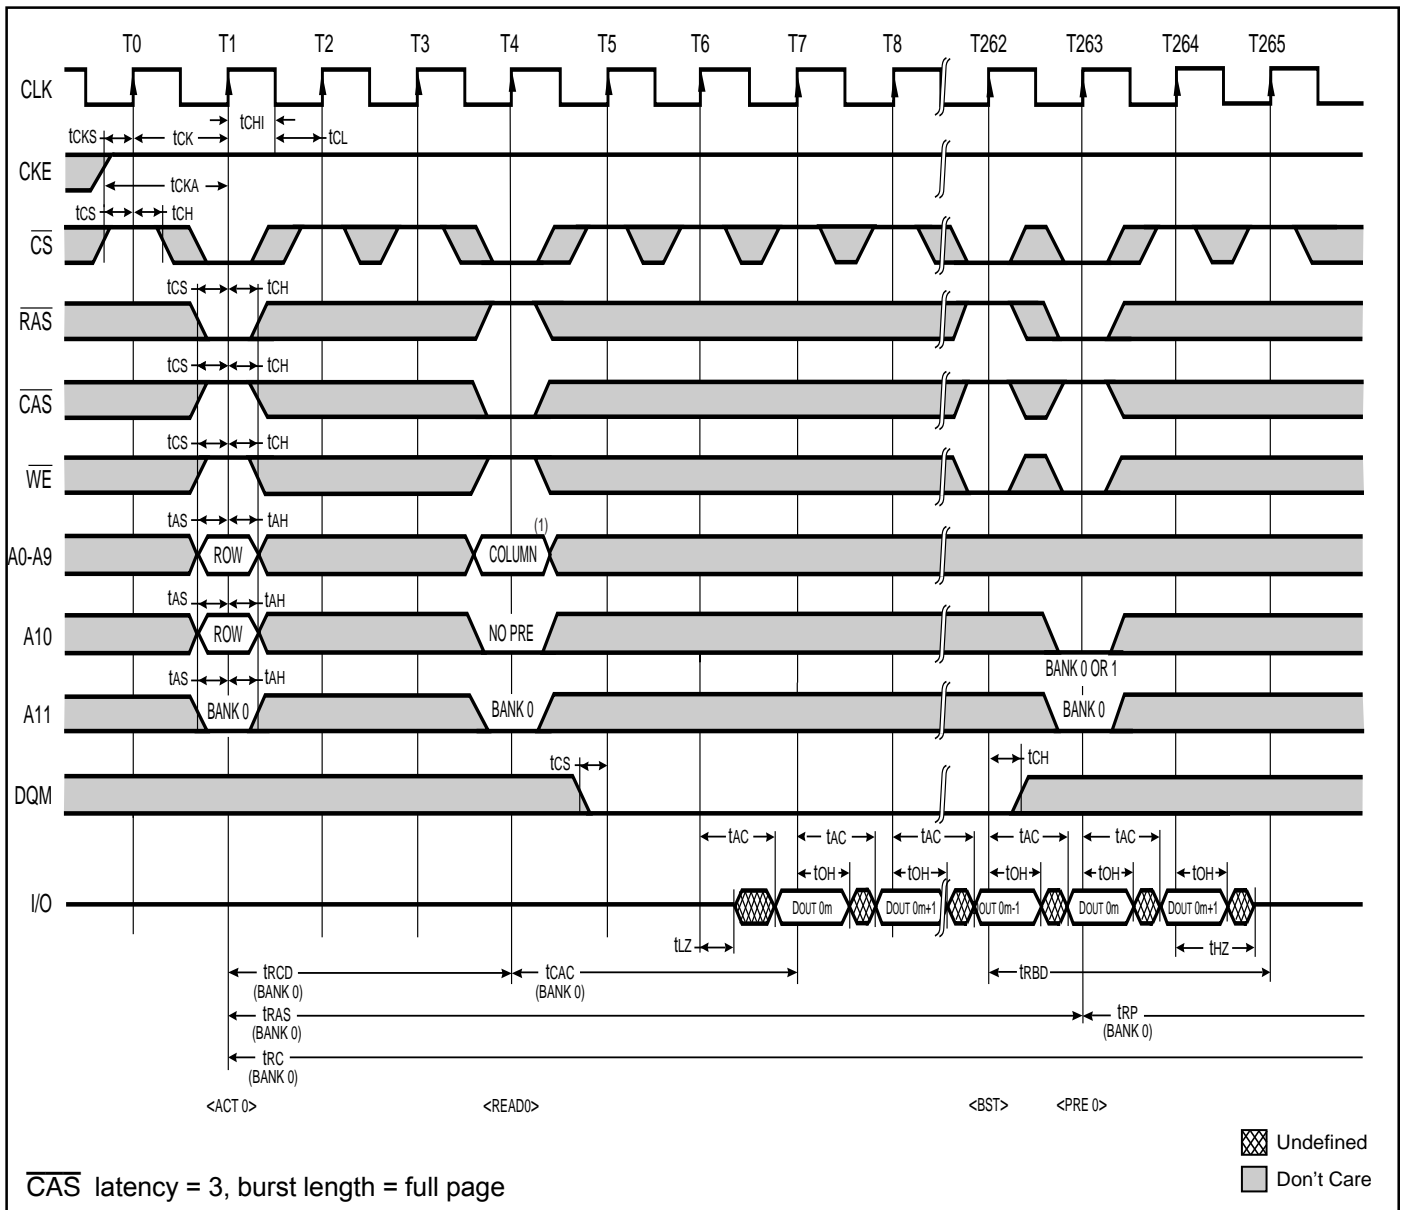 T0 T1 T2 T3 T4 T5 T6 T7 T8 T262 T263 T264 T265
CLK
tCHI
tCKS tCK tCL
CKE
tCKA
tCS tCH
CS
tCS tCH
RAS
tCS tCH
CAS
tCS tCH
WE
tAS tAH
(1)
A0-A9 ROW COLUMN
tAS tAH
A10 ROW NO PRE
BANK 0 OR 1
tAS tAH
A11 BANK 0 BANK 0 BANK 0
tCS tCH
DQM
tAC tAC tAC tAC tAC
tOH tOH tOH tOH tOH
I/O DOUT 0m DOUT 0m+1 OUT 0m-1 DOUT 0m DOUT 0m+1
tLZ tHZ
tRCD tCAC tRBD
(BANK 0) (BANK 0)
tRAS tRP
(BANK 0) (BANK 0)
tRC
(BANK 0)
<ACT 0> <READ0> <BST> <PRE 0>
Undefined
Don't Care
CAS latency = 3, burst length = full page